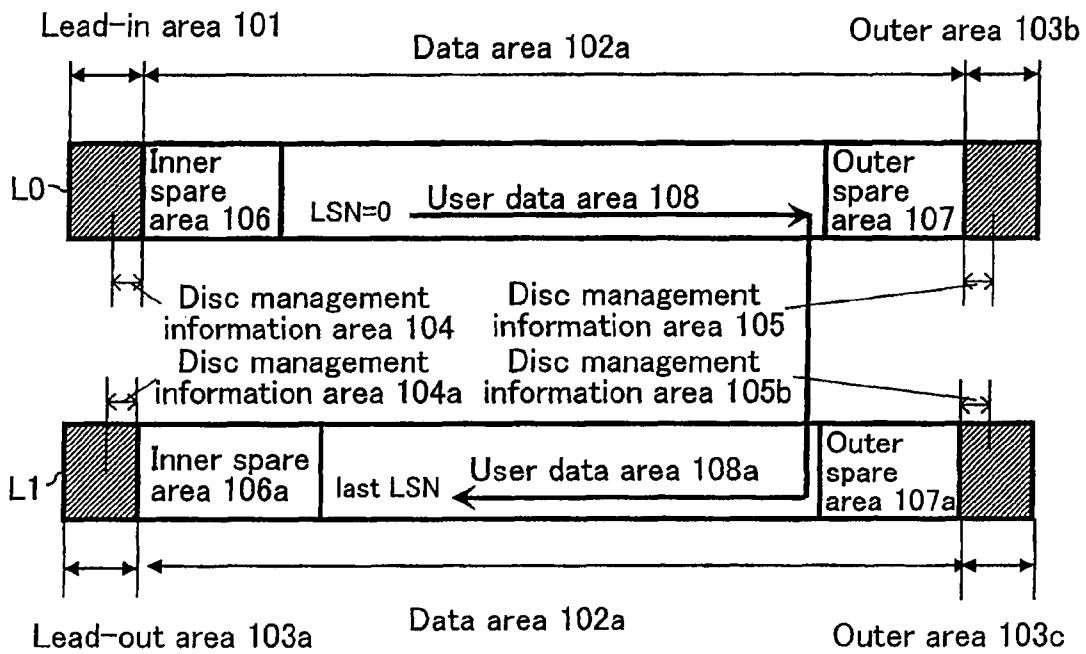 Lead-in area 101
Data area 102a
Outer area 103b
L0
Inner
spare
area 106
LSN=0
User data area 108
Outer
spare
area 107
Disc management
information area 104
Disc management
information area 105
Disc management
information area 104a
Disc management
information area 105b
L1
Inner spare
area 106a
last LSN
User data area 108a
Outer
spare
area 107a
Lead-out area 103a
Data area 102a
Outer area 103c